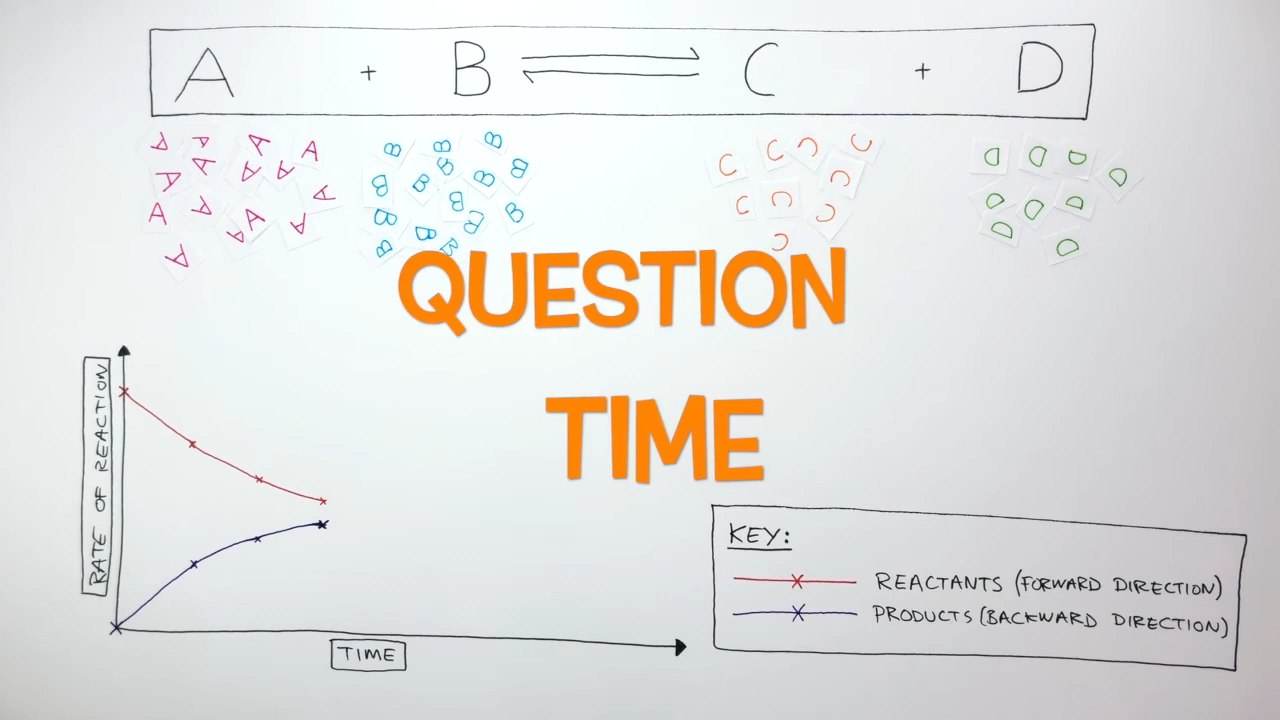 A + B ⇌ C + D
A A A A A A A A A A A A A A A
B B B B B B B B B B B B B B B
C C C C C C C C C C
D D D D D D D D D D
QUESTION
TIME
RATE OF REACTION
TIME
KEY:
REACTANTS (FORWARD DIRECTION)
PRODUCTS (BACKWARD DIRECTION)